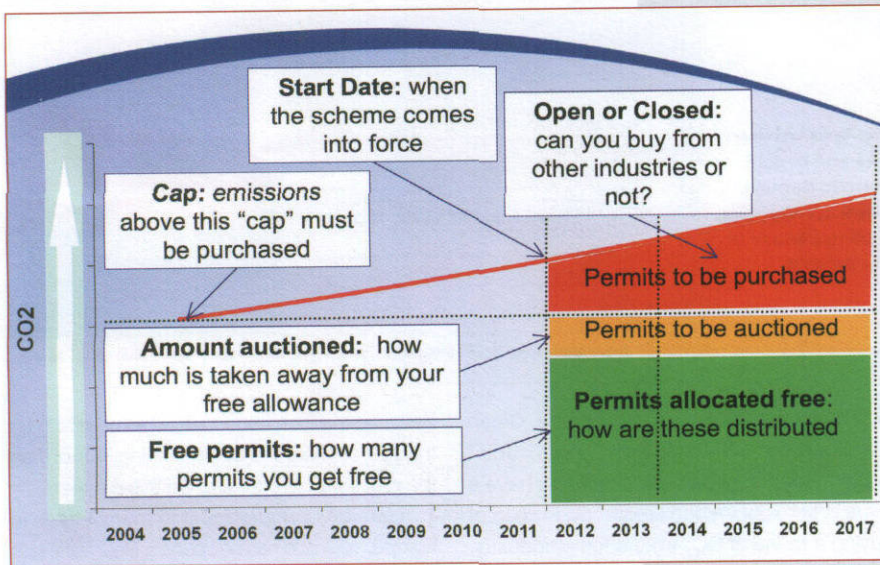 Start Date: when
the scheme comes
into force
Open or Closed:
can you buy from
other industries or
not?
Cap: emissions
above this "cap" must
be purchased
Permits to be purchased
Permits to be auctioned
Amount auctioned: how
much is taken away from your
free allowance
Permits allocated free:
how are these distributed
Free permits: how many
permits you get free
CO2
2004 2005 2006 2007 2008 2009 2010 2011 2012 2013 2014 2015 2016 2017